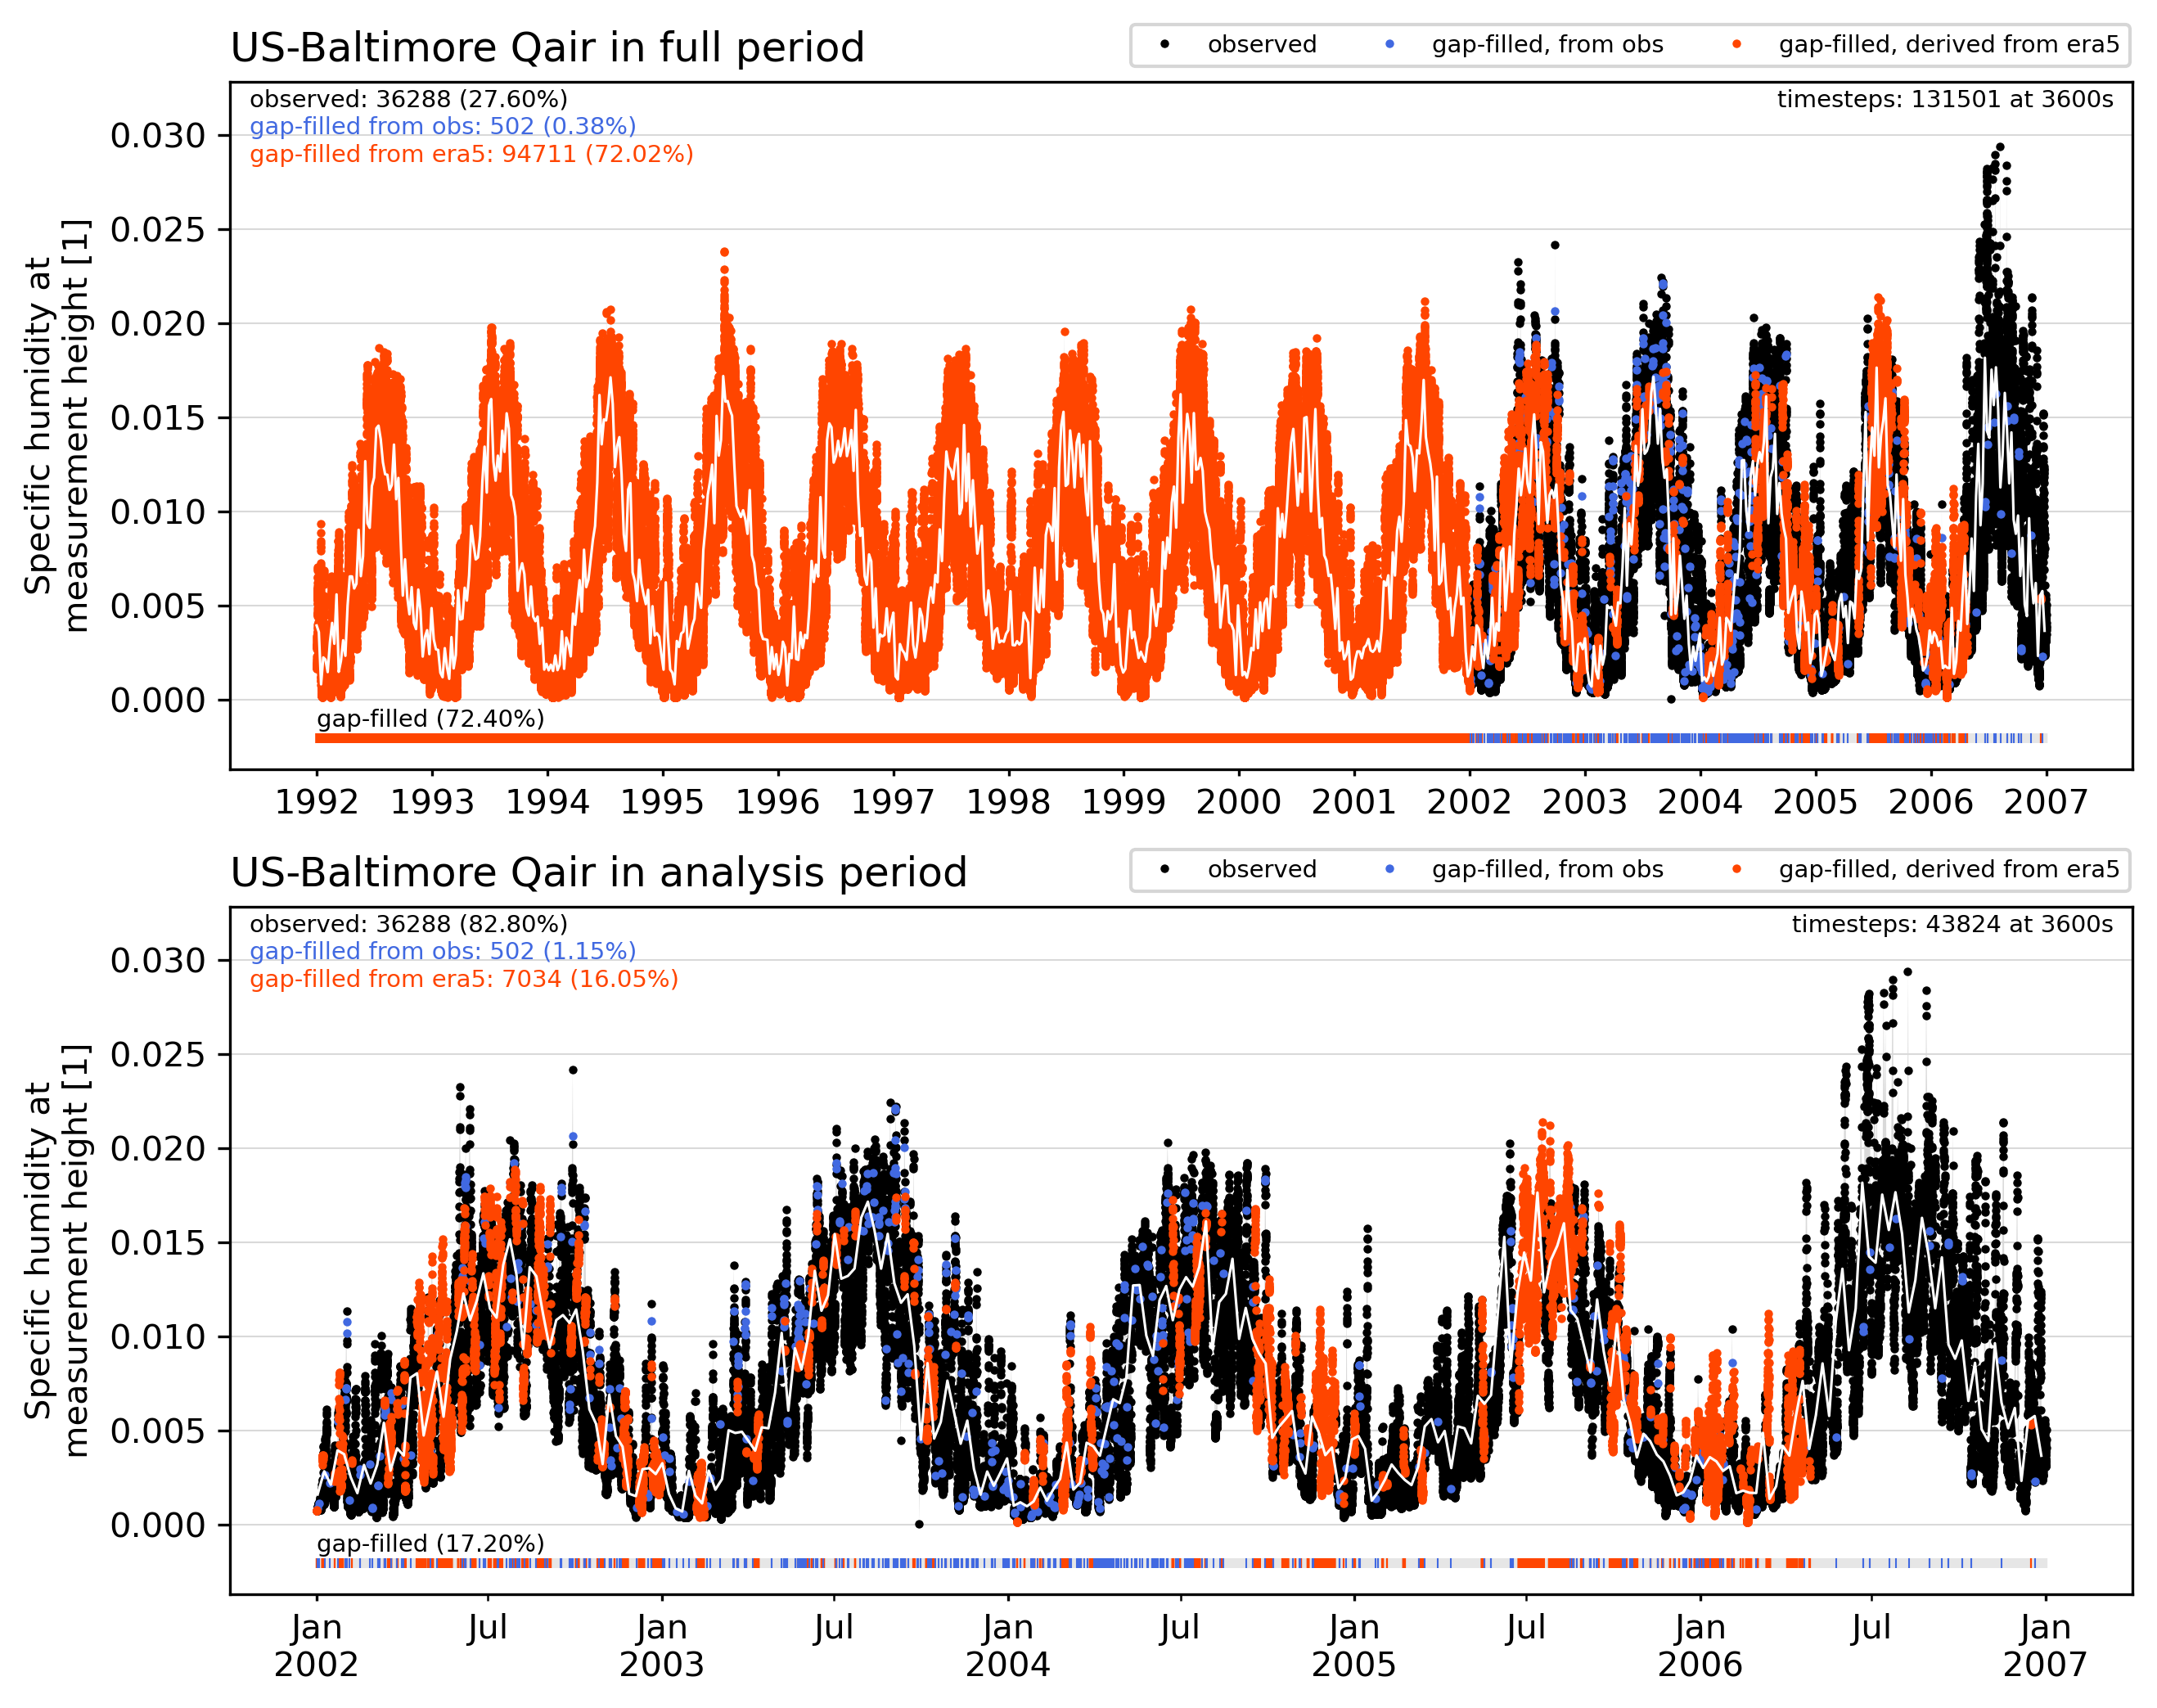 US-Baltimore Qair in full period
observed gap-filled, from obs gap-filled, derived from era5
observed: 36288 (27.60%)
timesteps: 131501 at 3600s
gap-filled from obs: 502 (0.38%)
gap-filled from era5: 94711 (72.02%)
Specific humidity at
measurement height [1]
0.030
0.025
0.020
0.015
0.010
0.005
0.000
gap-filled (72.40%)
1992 1993 1994 1995 1996 1997 1998 1999 2000 2001 2002 2003 2004 2005 2006 2007
US-Baltimore Qair in analysis period
observed gap-filled, from obs gap-filled, derived from era5
observed: 36288 (82.80%)
timesteps: 43824 at 3600s
gap-filled from obs: 502 (1.15%)
gap-filled from era5: 7034 (16.05%)
Specific humidity at
measurement height [1]
0.030
0.025
0.020
0.015
0.010
0.005
0.000
gap-filled (17.20%)
Jan Jul Jan Jul Jan Jul Jan Jul Jan Jul Jan
2002 2003 2004 2005 2006 2007